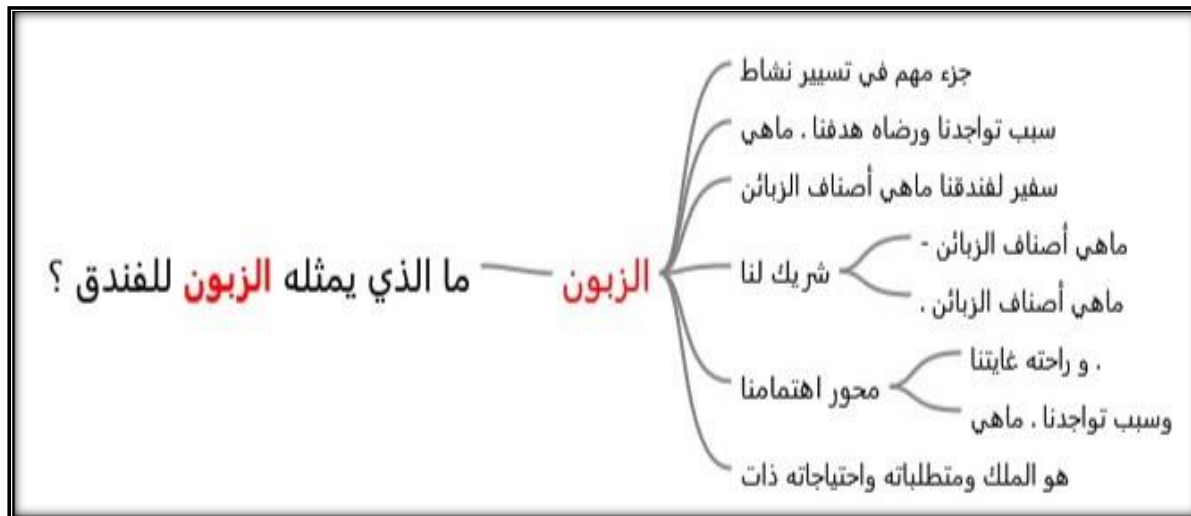 ما الذي يمثله الزبون للفندق ؟
الزبون
جزء مهم في تسيير نشاط
سبب تواجدنا ورضاه هدفنا . ماهي
سفير لفندقنا ماهي أصناف الزبائن
شريك لنا
ماهي أصناف الزبائن -
ماهي أصناف الزبائن .
محور اهتمامنا
. و راحته غايتنا
وسبب تواجدنا . ماهي
هو الملك ومتطلباته واحتياجاته ذات